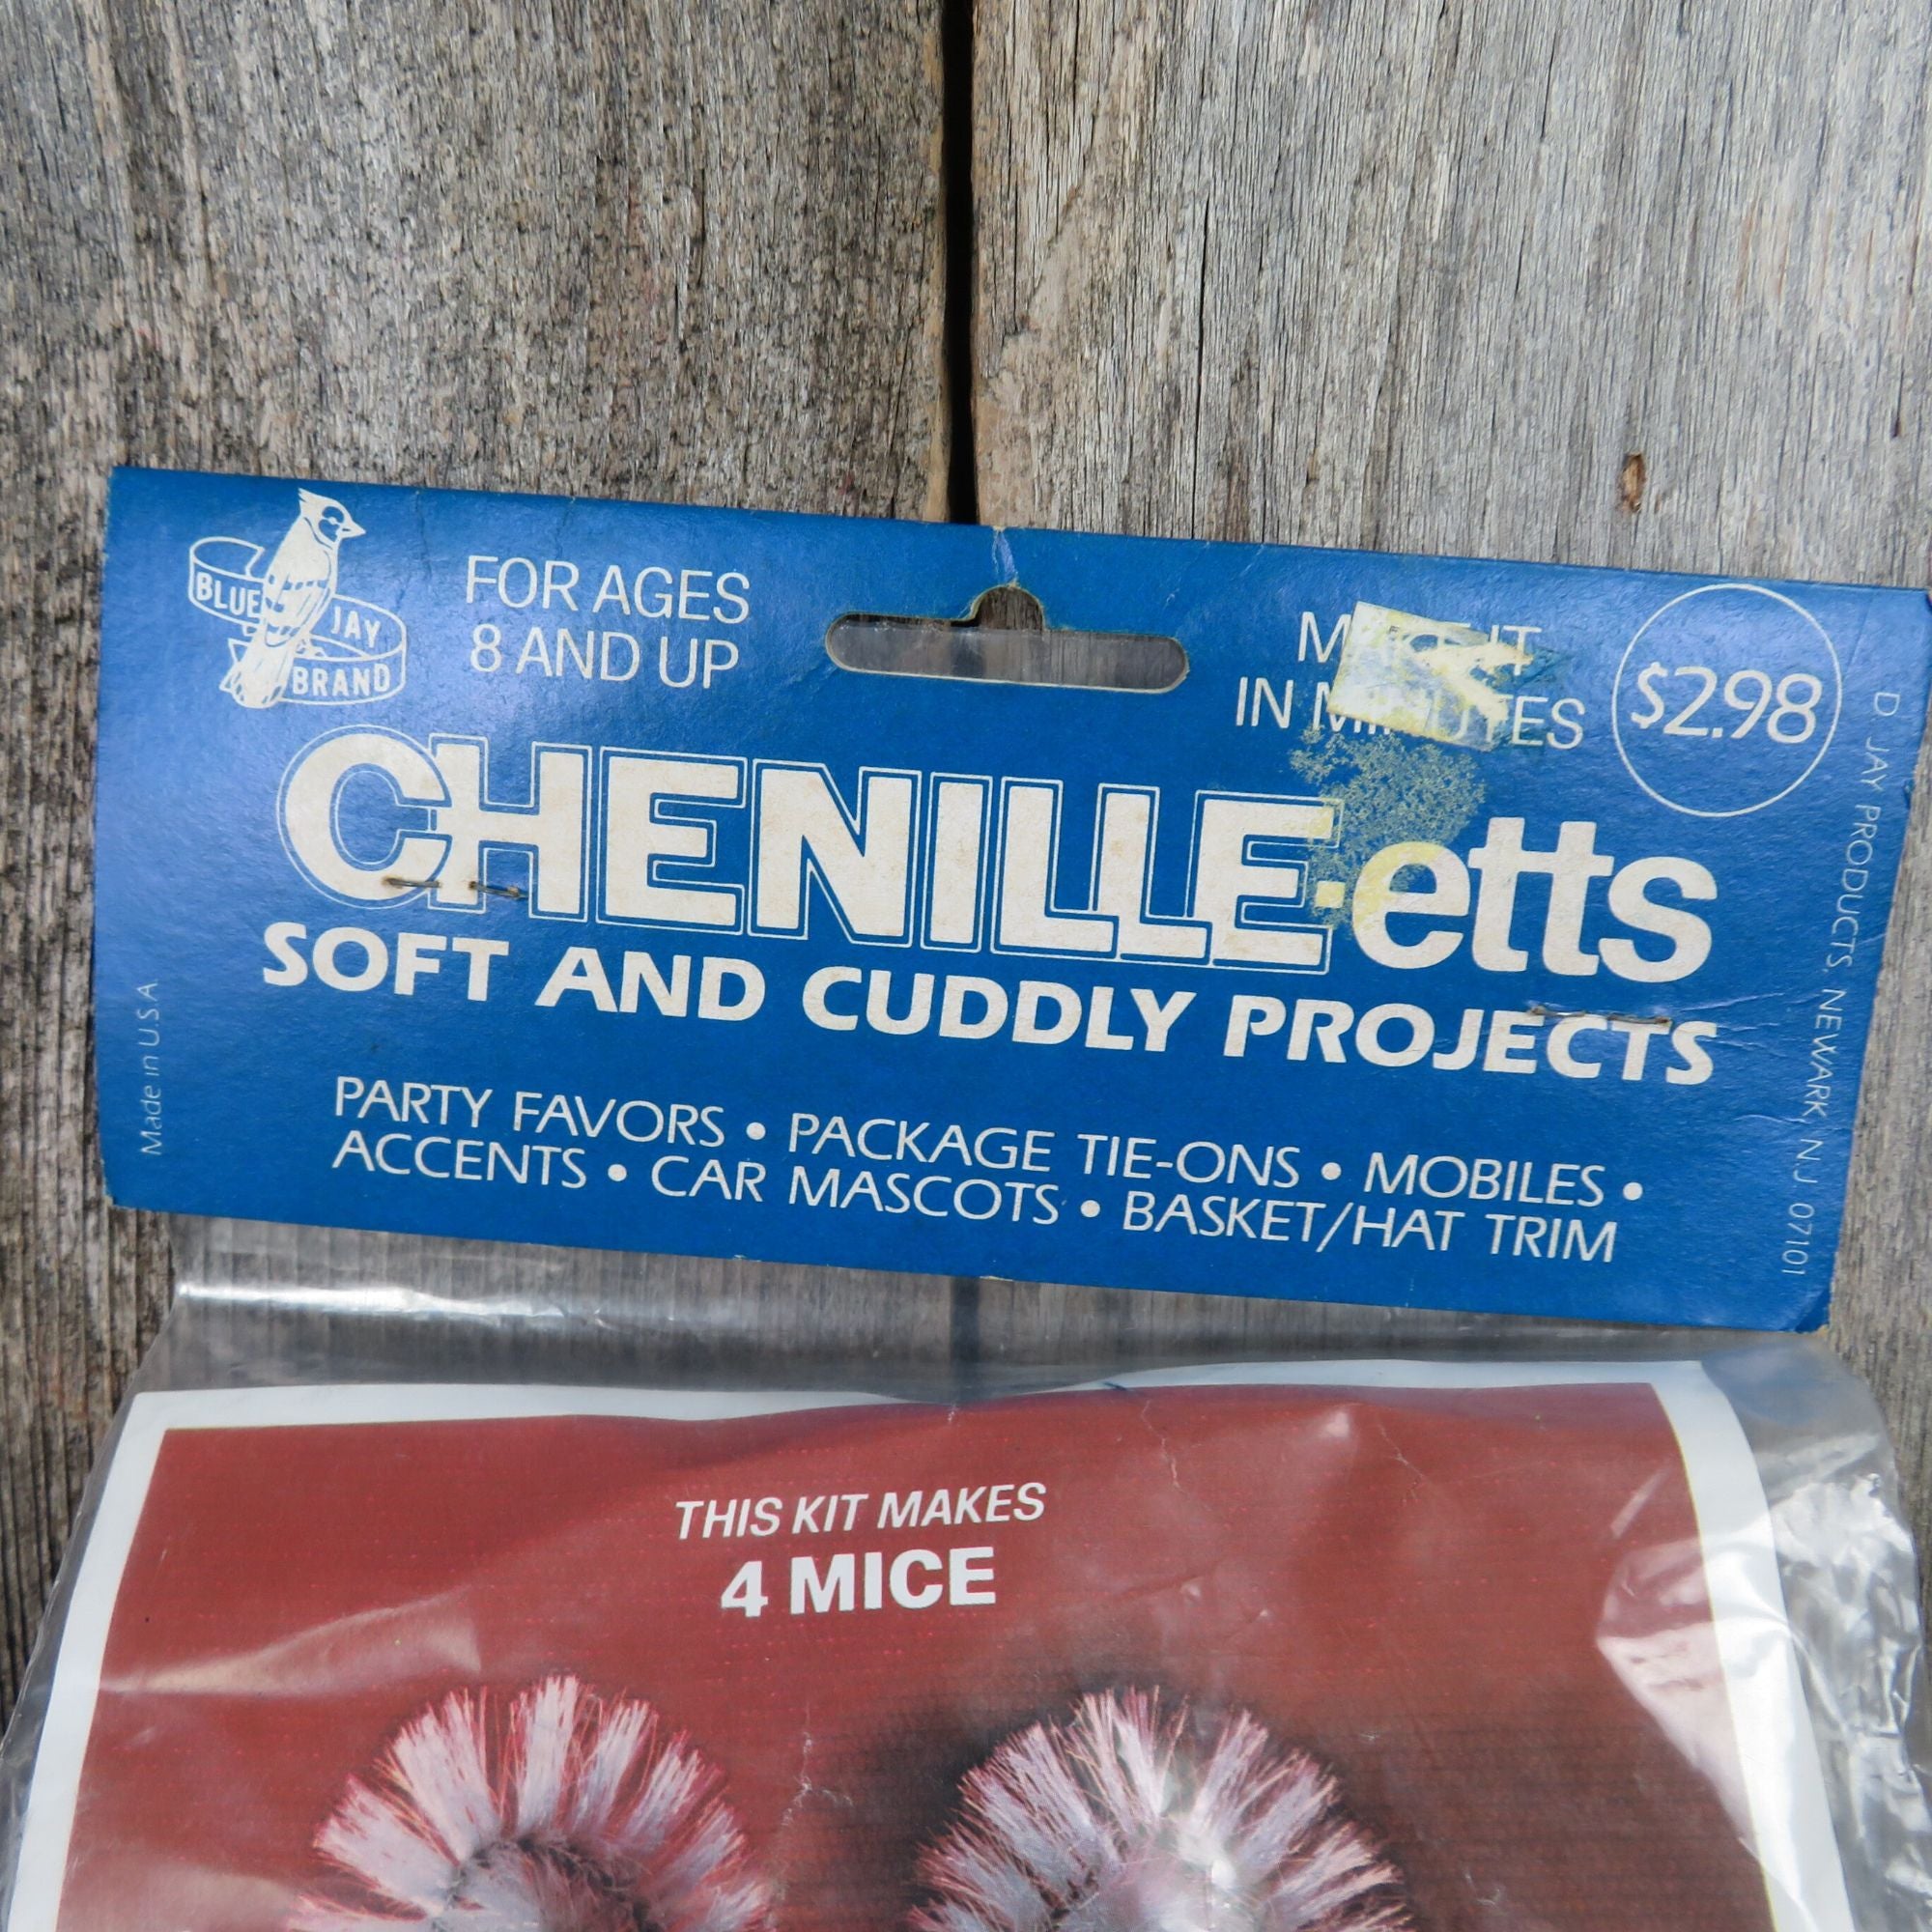 BLUE JAY
BRAND
FOR AGES
8 AND UP
IT
IN MINUTES
$2.98
CHENILLE·etts
SOFT AND CUDDLY PROJECTS
PARTY FAVORS • PACKAGE TIE-ONS • MOBILES •
ACCENTS • CAR MASCOTS • BASKET/HAT TRIM
Made in U.S.A
D. JAY PRODUCTS, NEWARK, N.J. 07101
THIS KIT MAKES
4 MICE